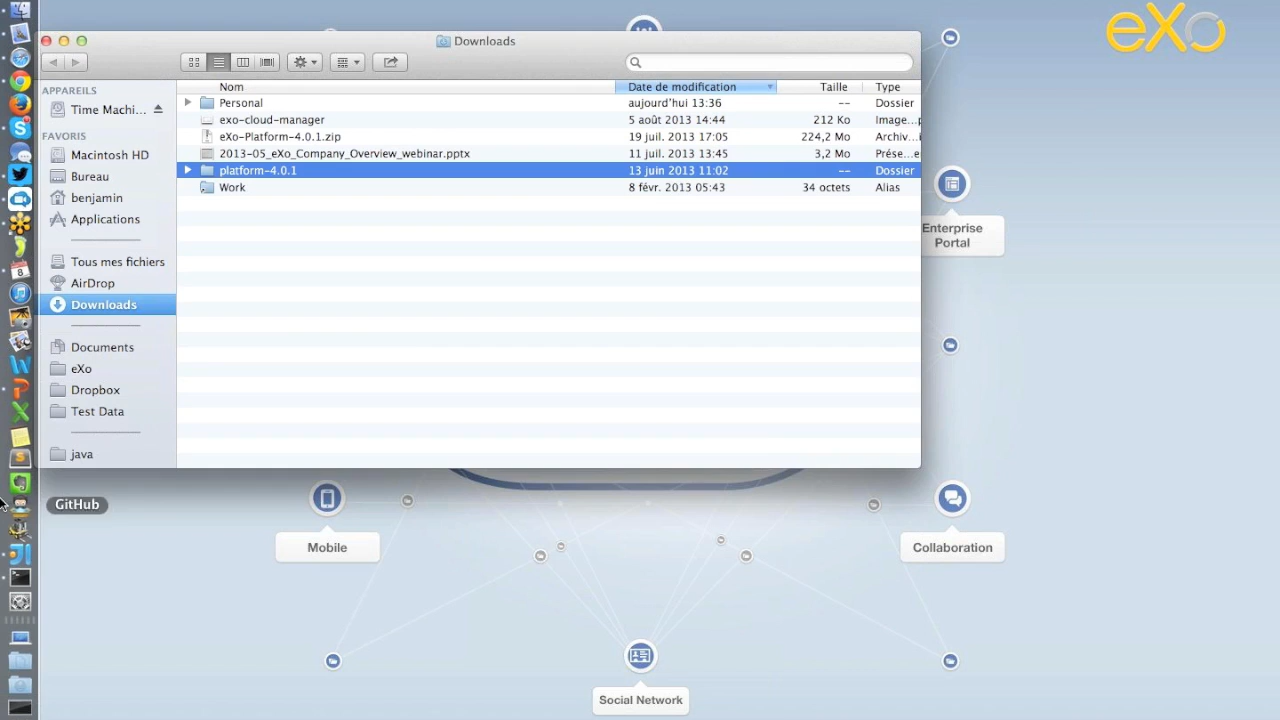 eXo
Downloads
APPAREILS
Time Machi...
FAVORIS
Macintosh HD
Bureau
benjamin
Applications
Tous mes fichiers
AirDrop
Downloads
Documents
eXo
Dropbox
Test Data
java
Nom Date de modification Taille Type
Personal aujourd'hui 13:36 -- Dossier
exo-cloud-manager 5 août 2013 14:44 212 Ko Image...p
eXo-Platform-4.0.1.zip 19 juil. 2013 17:05 224,2 Mo Archiv...
2013-05_eXo_Company_Overview_webinar.pptx 11 juil. 2013 13:45 3,2 Mo Prése...e
platform-4.0.1 13 juin 2013 11:02 -- Dossier
Work 8 févr. 2013 05:43 34 octets Alias
Enterprise
Portal
GitHub
Mobile
Collaboration
Social Network